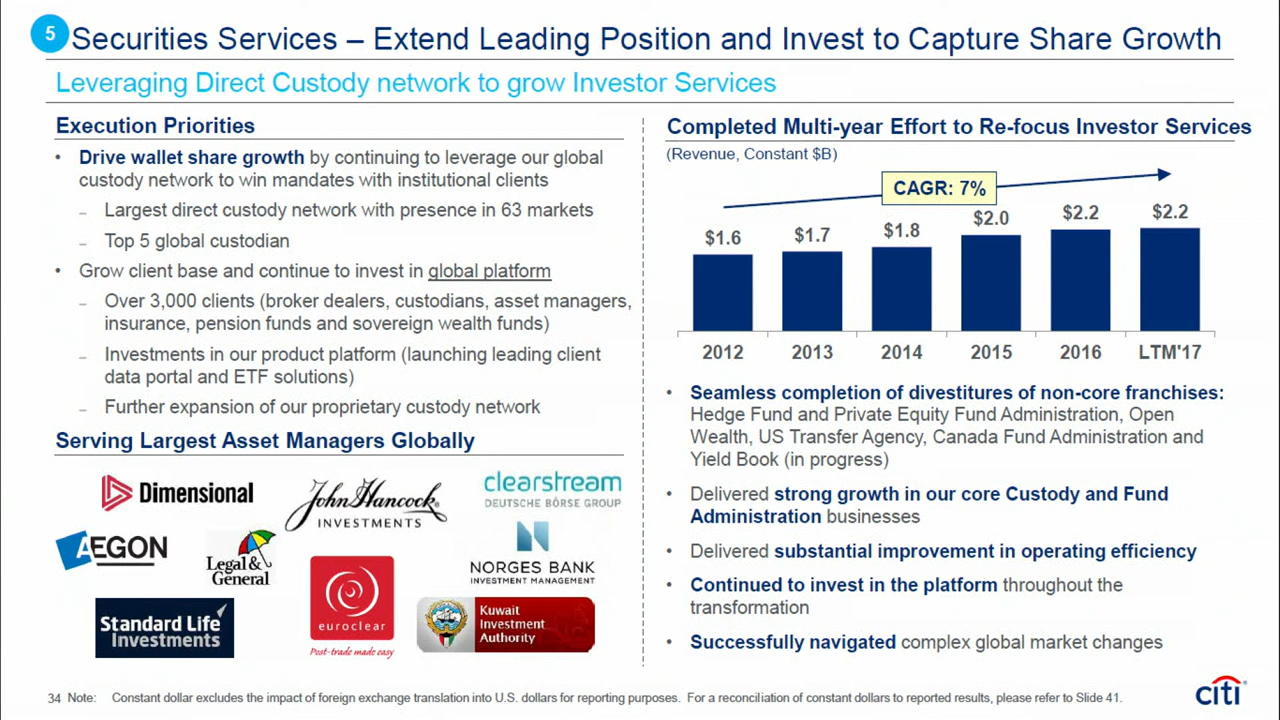 5
Securities Services – Extend Leading Position and Invest to Capture Share Growth
Leveraging Direct Custody network to grow Investor Services
Execution Priorities
• Drive wallet share growth by continuing to leverage our global
custody network to win mandates with institutional clients
– Largest direct custody network with presence in 63 markets
– Top 5 global custodian
• Grow client base and continue to invest in global platform
– Over 3,000 clients (broker dealers, custodians, asset managers,
insurance, pension funds and sovereign wealth funds)
– Investments in our product platform (launching leading client
data portal and ETF solutions)
– Further expansion of our proprietary custody network
Serving Largest Asset Managers Globally
Dimensional
John Hancock®
INVESTMENTS
clearstream
DEUTSCHE BÖRSE GROUP
AEGON
Legal &
General
euroclear
Post-trade made easy
NORGES BANK
INVESTMENT MANAGEMENT
Standard Life
Investments
Kuwait
Investment
Authority
Completed Multi-year Effort to Re-focus Investor Services
(Revenue, Constant $B)
CAGR: 7%
$1.6 $1.7 $1.8 $2.0 $2.2 $2.2
2012 2013 2014 2015 2016 LTM'17
• Seamless completion of divestitures of non-core franchises:
Hedge Fund and Private Equity Fund Administration, Open
Wealth, US Transfer Agency, Canada Fund Administration and
Yield Book (in progress)
• Delivered strong growth in our core Custody and Fund
Administration businesses
• Delivered substantial improvement in operating efficiency
• Continued to invest in the platform throughout the
transformation
• Successfully navigated complex global market changes
34 Note: Constant dollar excludes the impact of foreign exchange translation into U.S. dollars for reporting purposes. For a reconciliation of constant dollars to reported results, please refer to Slide 41.
citi®